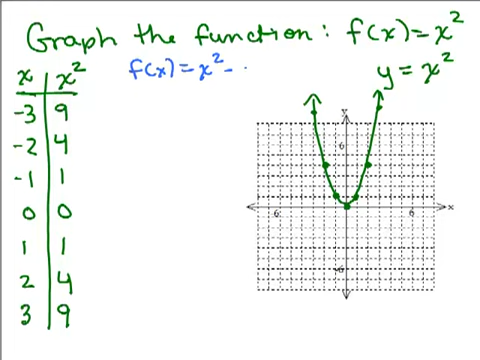 Graph the function: f(x) = x²
f(x) = x² -
y = x²
x x²
-3 9
-2 4
-1 1
0 0
1 1
2 4
3 9
y
6
6 6 x
-6